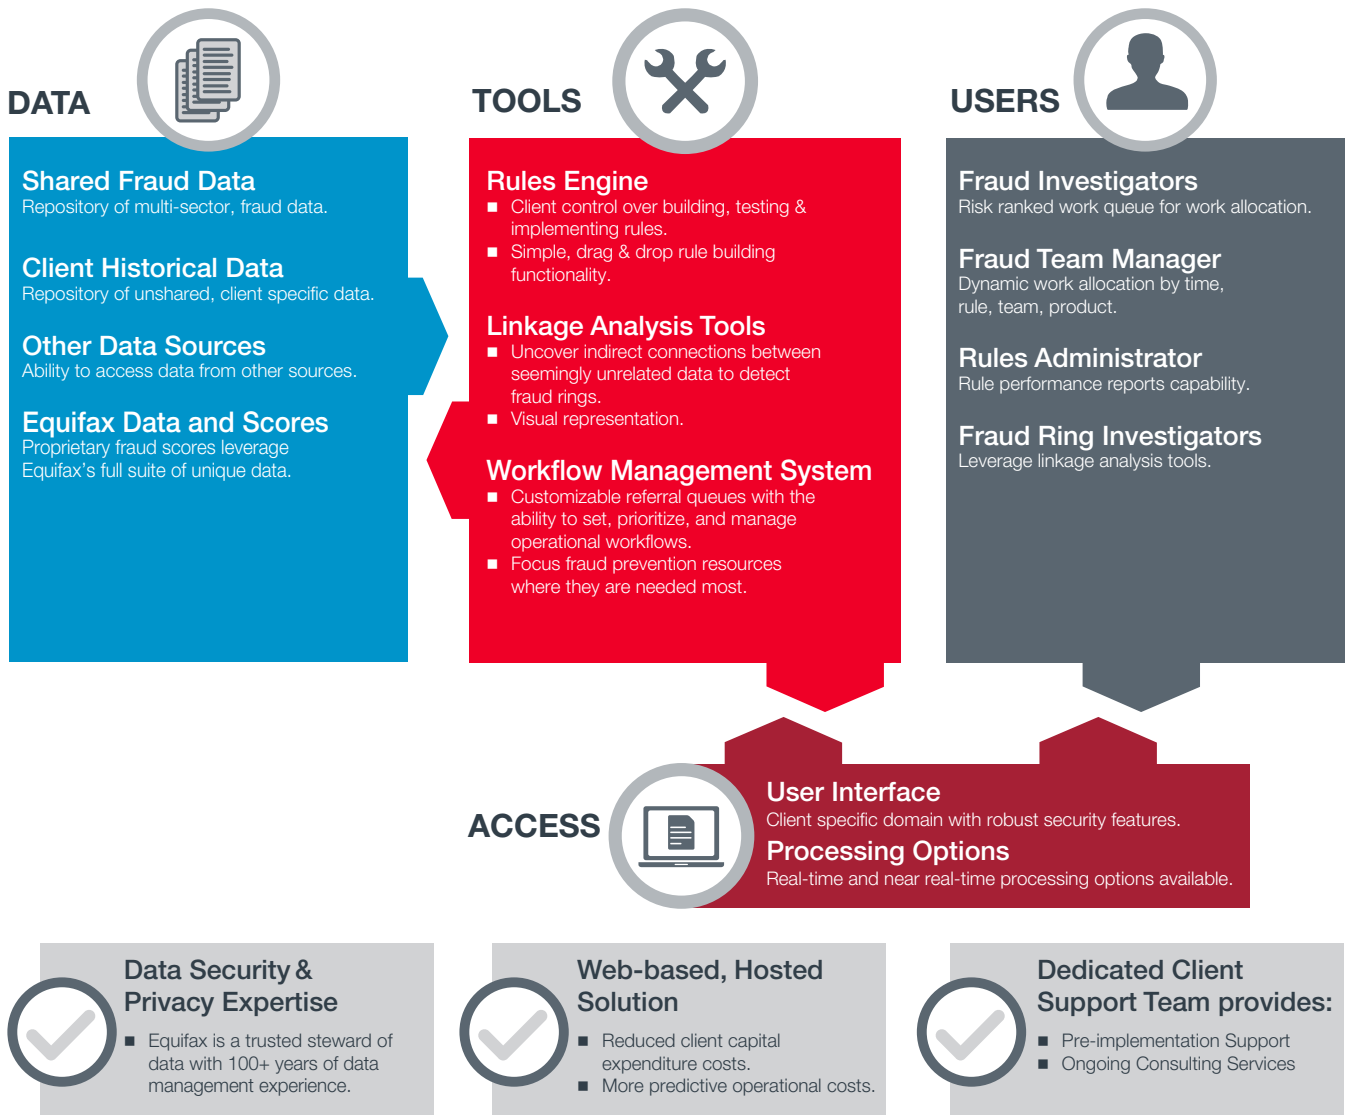 DATA
Shared Fraud Data
Repository of multi-sector, fraud data.
Client Historical Data
Repository of unshared, client specific data.
Other Data Sources
Ability to access data from other sources.
Equifax Data and Scores
Proprietary fraud scores leverage
Equifax's full suite of unique data.
TOOLS
Rules Engine
■ Client control over building, testing &
implementing rules.
■ Simple, drag & drop rule building
functionality.
Linkage Analysis Tools
■ Uncover indirect connections between
seemingly unrelated data to detect
fraud rings.
■ Visual representation.
Workflow Management System
■ Customizable referral queues with the
ability to set, prioritize, and manage
operational workflows.
■ Focus fraud prevention resources
where they are needed most.
USERS
Fraud Investigators
Risk ranked work queue for work allocation.
Fraud Team Manager
Dynamic work allocation by time,
rule, team, product.
Rules Administrator
Rule performance reports capability.
Fraud Ring Investigators
Leverage linkage analysis tools.
ACCESS
User Interface
Client specific domain with robust security features.
Processing Options
Real-time and near real-time processing options available.
Data Security &
Privacy Expertise
■ Equifax is a trusted steward of
data with 100+ years of data
management experience.
Web-based, Hosted
Solution
■ Reduced client capital
expenditure costs.
■ More predictive operational costs.
Dedicated Client
Support Team provides:
■ Pre-implementation Support
■ Ongoing Consulting Services